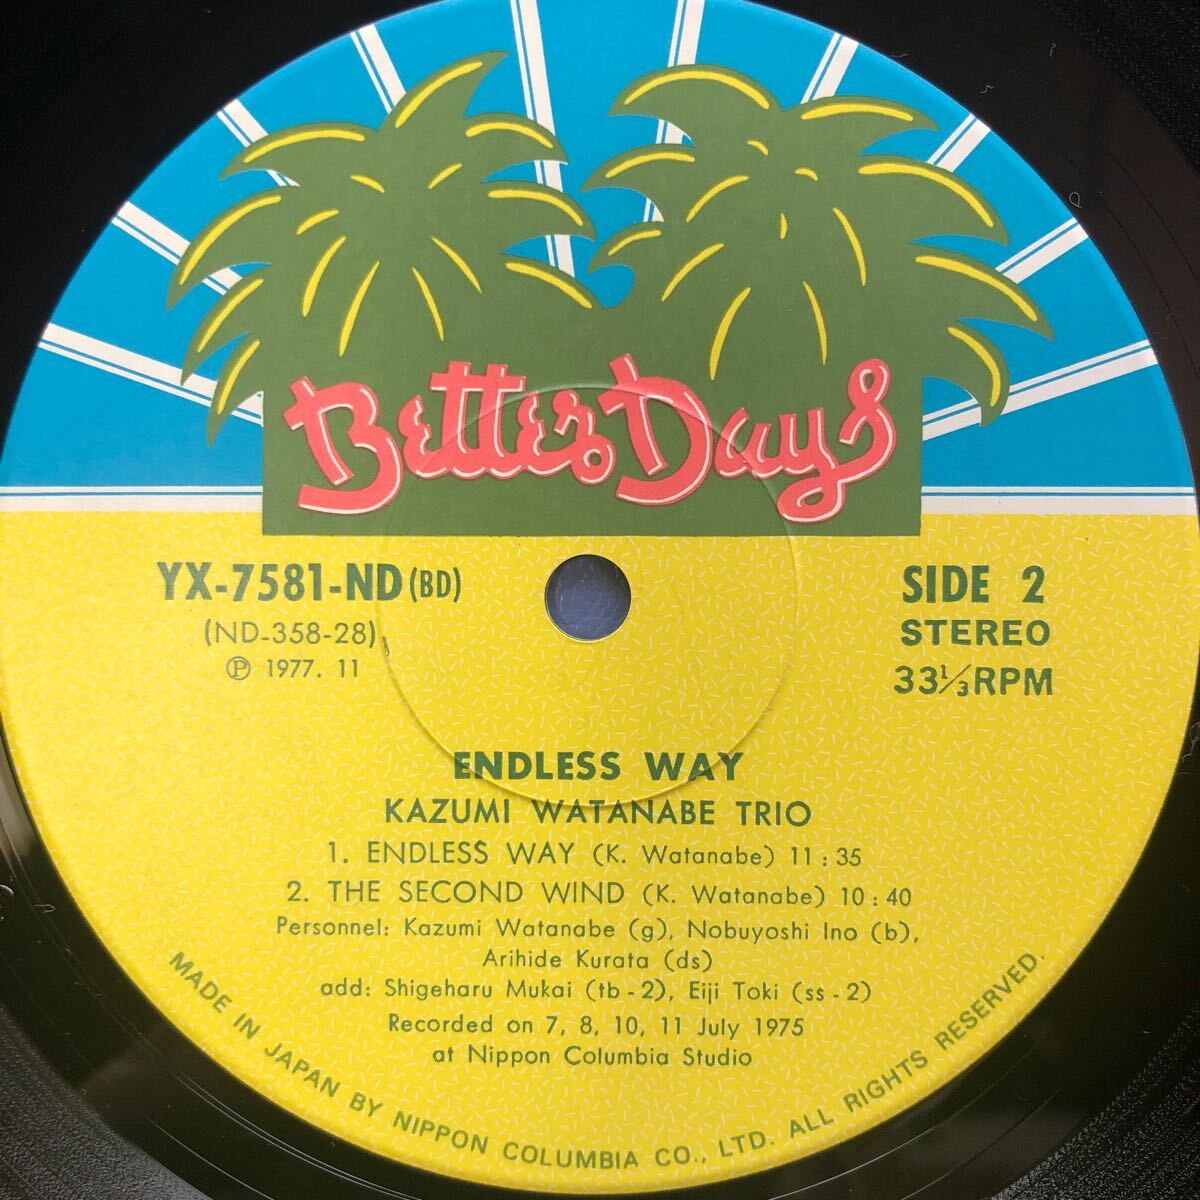 Better Days
YX-7581-ND (BD)
(ND-358-28)
Ⓟ 1977. 11
SIDE 2
STEREO
33⅓RPM
ENDLESS WAY
KAZUMI WATANABE TRIO
1. ENDLESS WAY (K. Watanabe) 11:35
2. THE SECOND WIND (K. Watanabe) 10:40
Personnel: Kazumi Watanabe (g), Nobuyoshi Ino (b),
Arihide Kurata (ds)
add: Shigeharu Mukai (tb-2), Eiji Toki (ss-2)
Recorded on 7, 8, 10, 11 July 1975
at Nippon Columbia Studio
MADE IN JAPAN BY NIPPON COLUMBIA CO., LTD. ALL RIGHTS RESERVED.